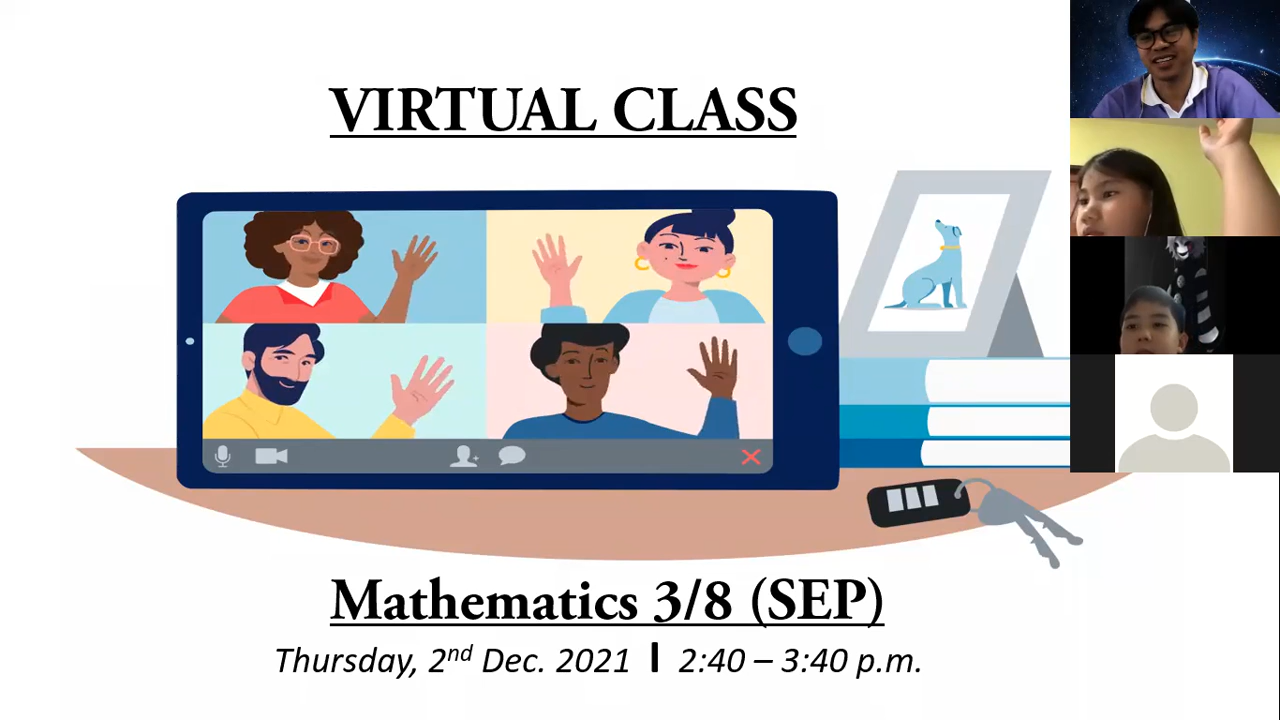 VIRTUAL CLASS
Mathematics 3/8 (SEP)
Thursday, 2nd Dec. 2021 | 2:40 – 3:40 p.m.